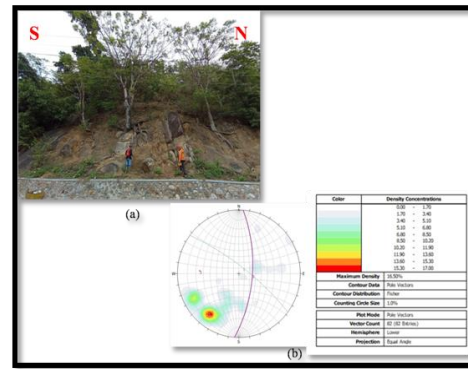 S N
(a)
N
W E
S
Color Density Concentrations
0.00 - 1.70
1.70 - 3.40
3.40 - 5.10
5.10 - 6.80
6.80 - 8.50
8.50 - 10.20
10.20 - 11.90
11.90 - 13.60
13.60 - 15.30
15.30 - 17.00
Maximum Density 16.50%
Contour Data Pole Vectors
Contour Distribution Fisher
Counting Circle Size 1.0%
Plot Mode Pole Vectors
Vector Count 82 (82 Entries)
Hemisphere Lower
Projection Equal Angle
(b)